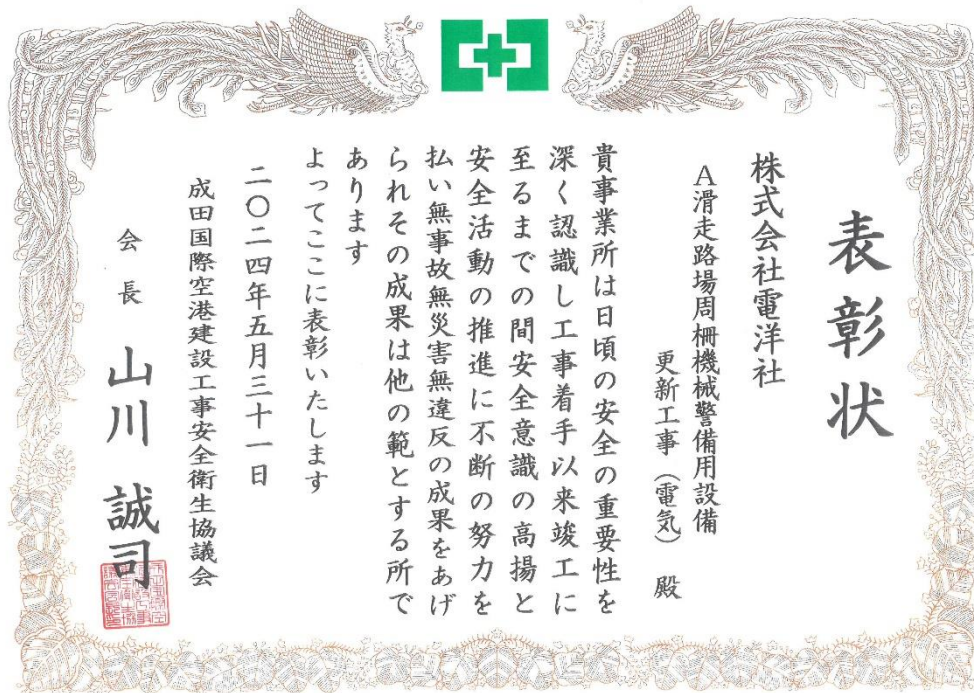 表彰状
株式会社電洋社
A滑走路場周柵機械警備用設備
更新工事（電気） 殿
貴事業所は日頃の安全の重要性を
深く認識し工事着手以来竣工に
至るまでの間安全意識の高揚と
安全活動の推進に不断の努力を
払い無事故無災害無違反の成果をあげ
られその成果は他の範とする所で
あります
よってここに表彰いたします
二〇二四年五月三十一日
成田国際空港建設工事安全衛生協議会
会長 山川 誠司